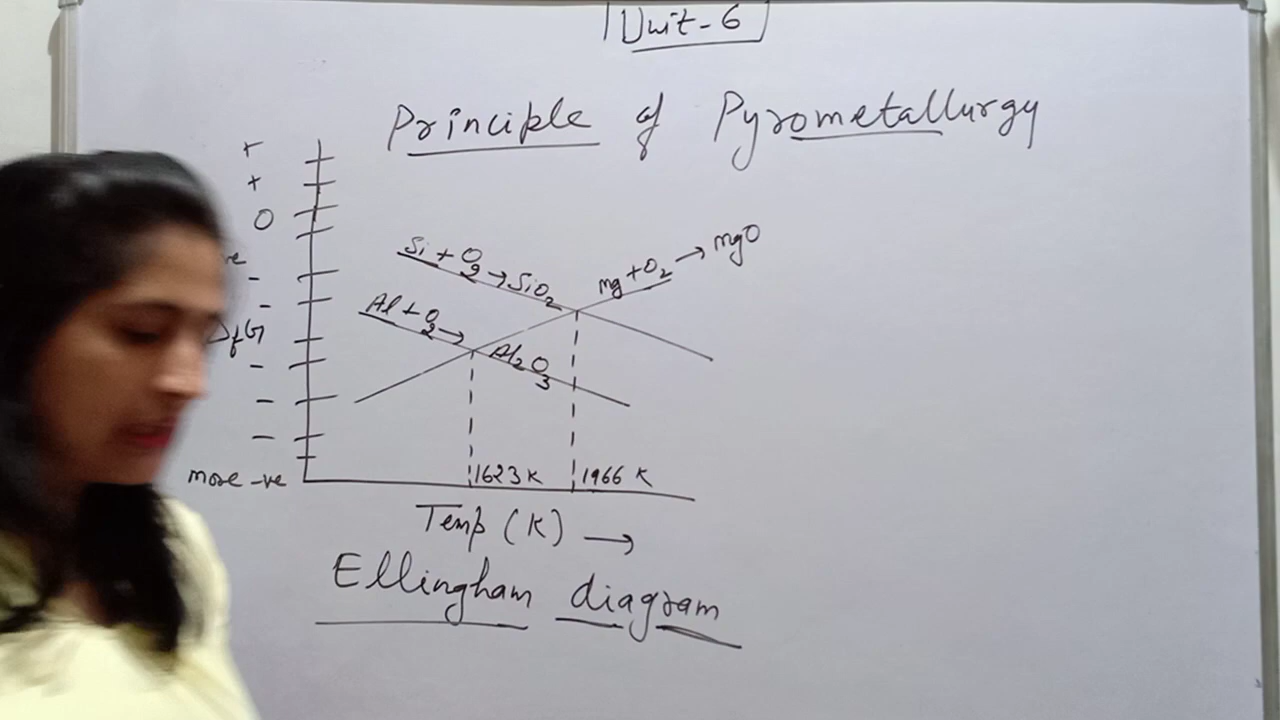 Unit-6
Principle of Pyrometallurgy
+
+
0
-
-
ΔfG
-
-
-
more -ve
Si + O2 → SiO2
Mg + O2 → MgO
Al + O2 → Al2O3
1623 K
1966 K
Temp (K) →
Ellingham diagram